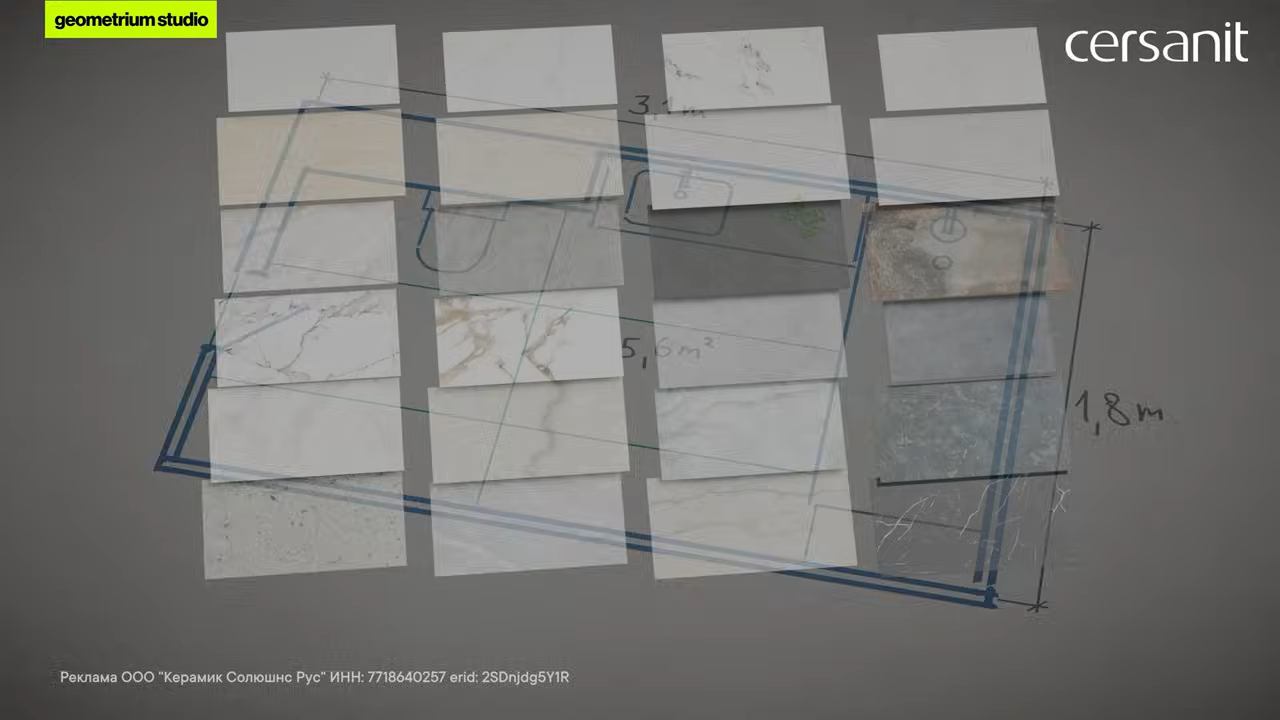 geometrium studio
cersanit
3,1m
5,6m²
1,8m
Реклама ООО "Керамик Солюшнс Рус" ИНН: 7718640257 erid: 2SDnjdg5Y1R